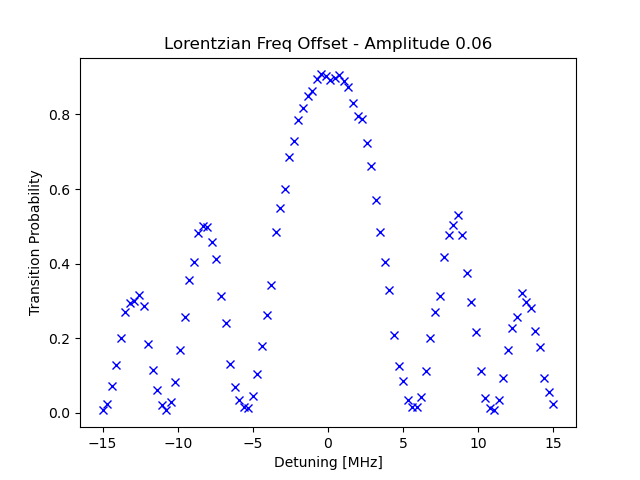 Lorentzian Freq Offset - Amplitude 0.06
Transition Probability
0.8
0.6
0.4
0.2
0.0
−15 −10 −5 0 5 10 15
Detuning [MHz]